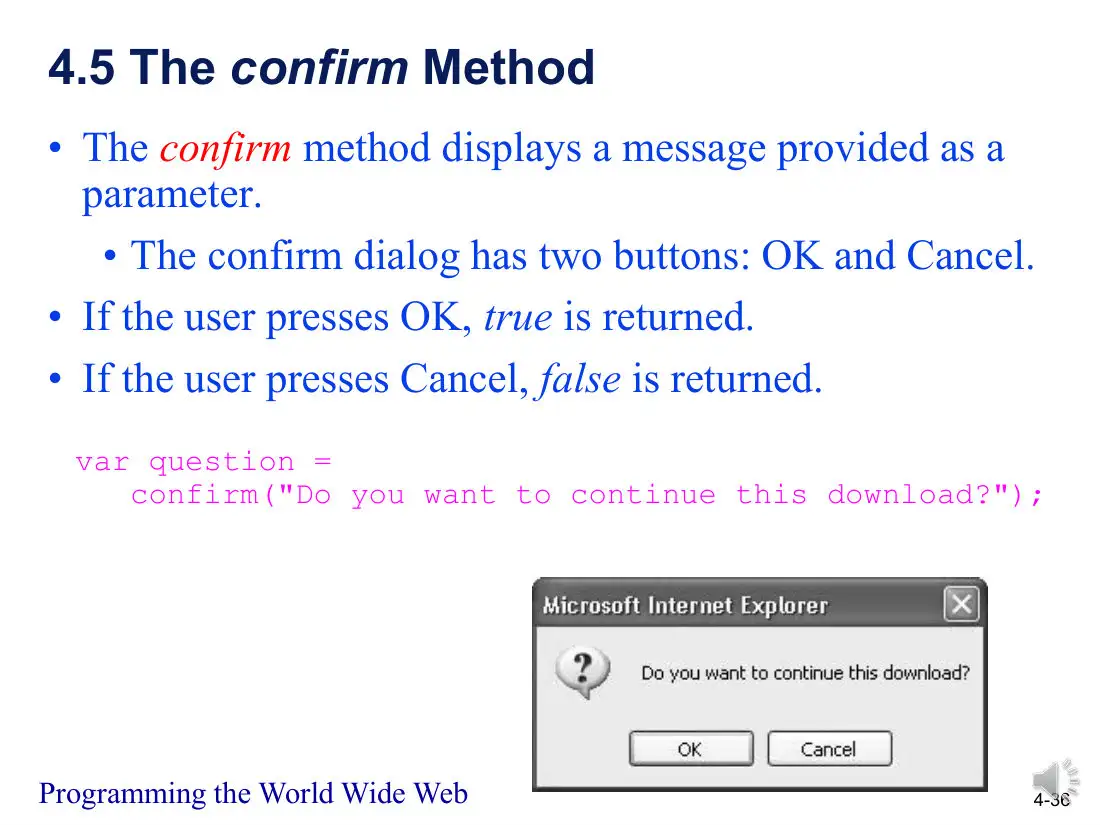 4.5 The confirm Method
• The confirm method displays a message provided as a
parameter.
• The confirm dialog has two buttons: OK and Cancel.
• If the user presses OK, true is returned.
• If the user presses Cancel, false is returned.
var question =
confirm("Do you want to continue this download?");
Microsoft Internet Explorer
?
Do you want to continue this download?
OK Cancel
Programming the World Wide Web
4-36